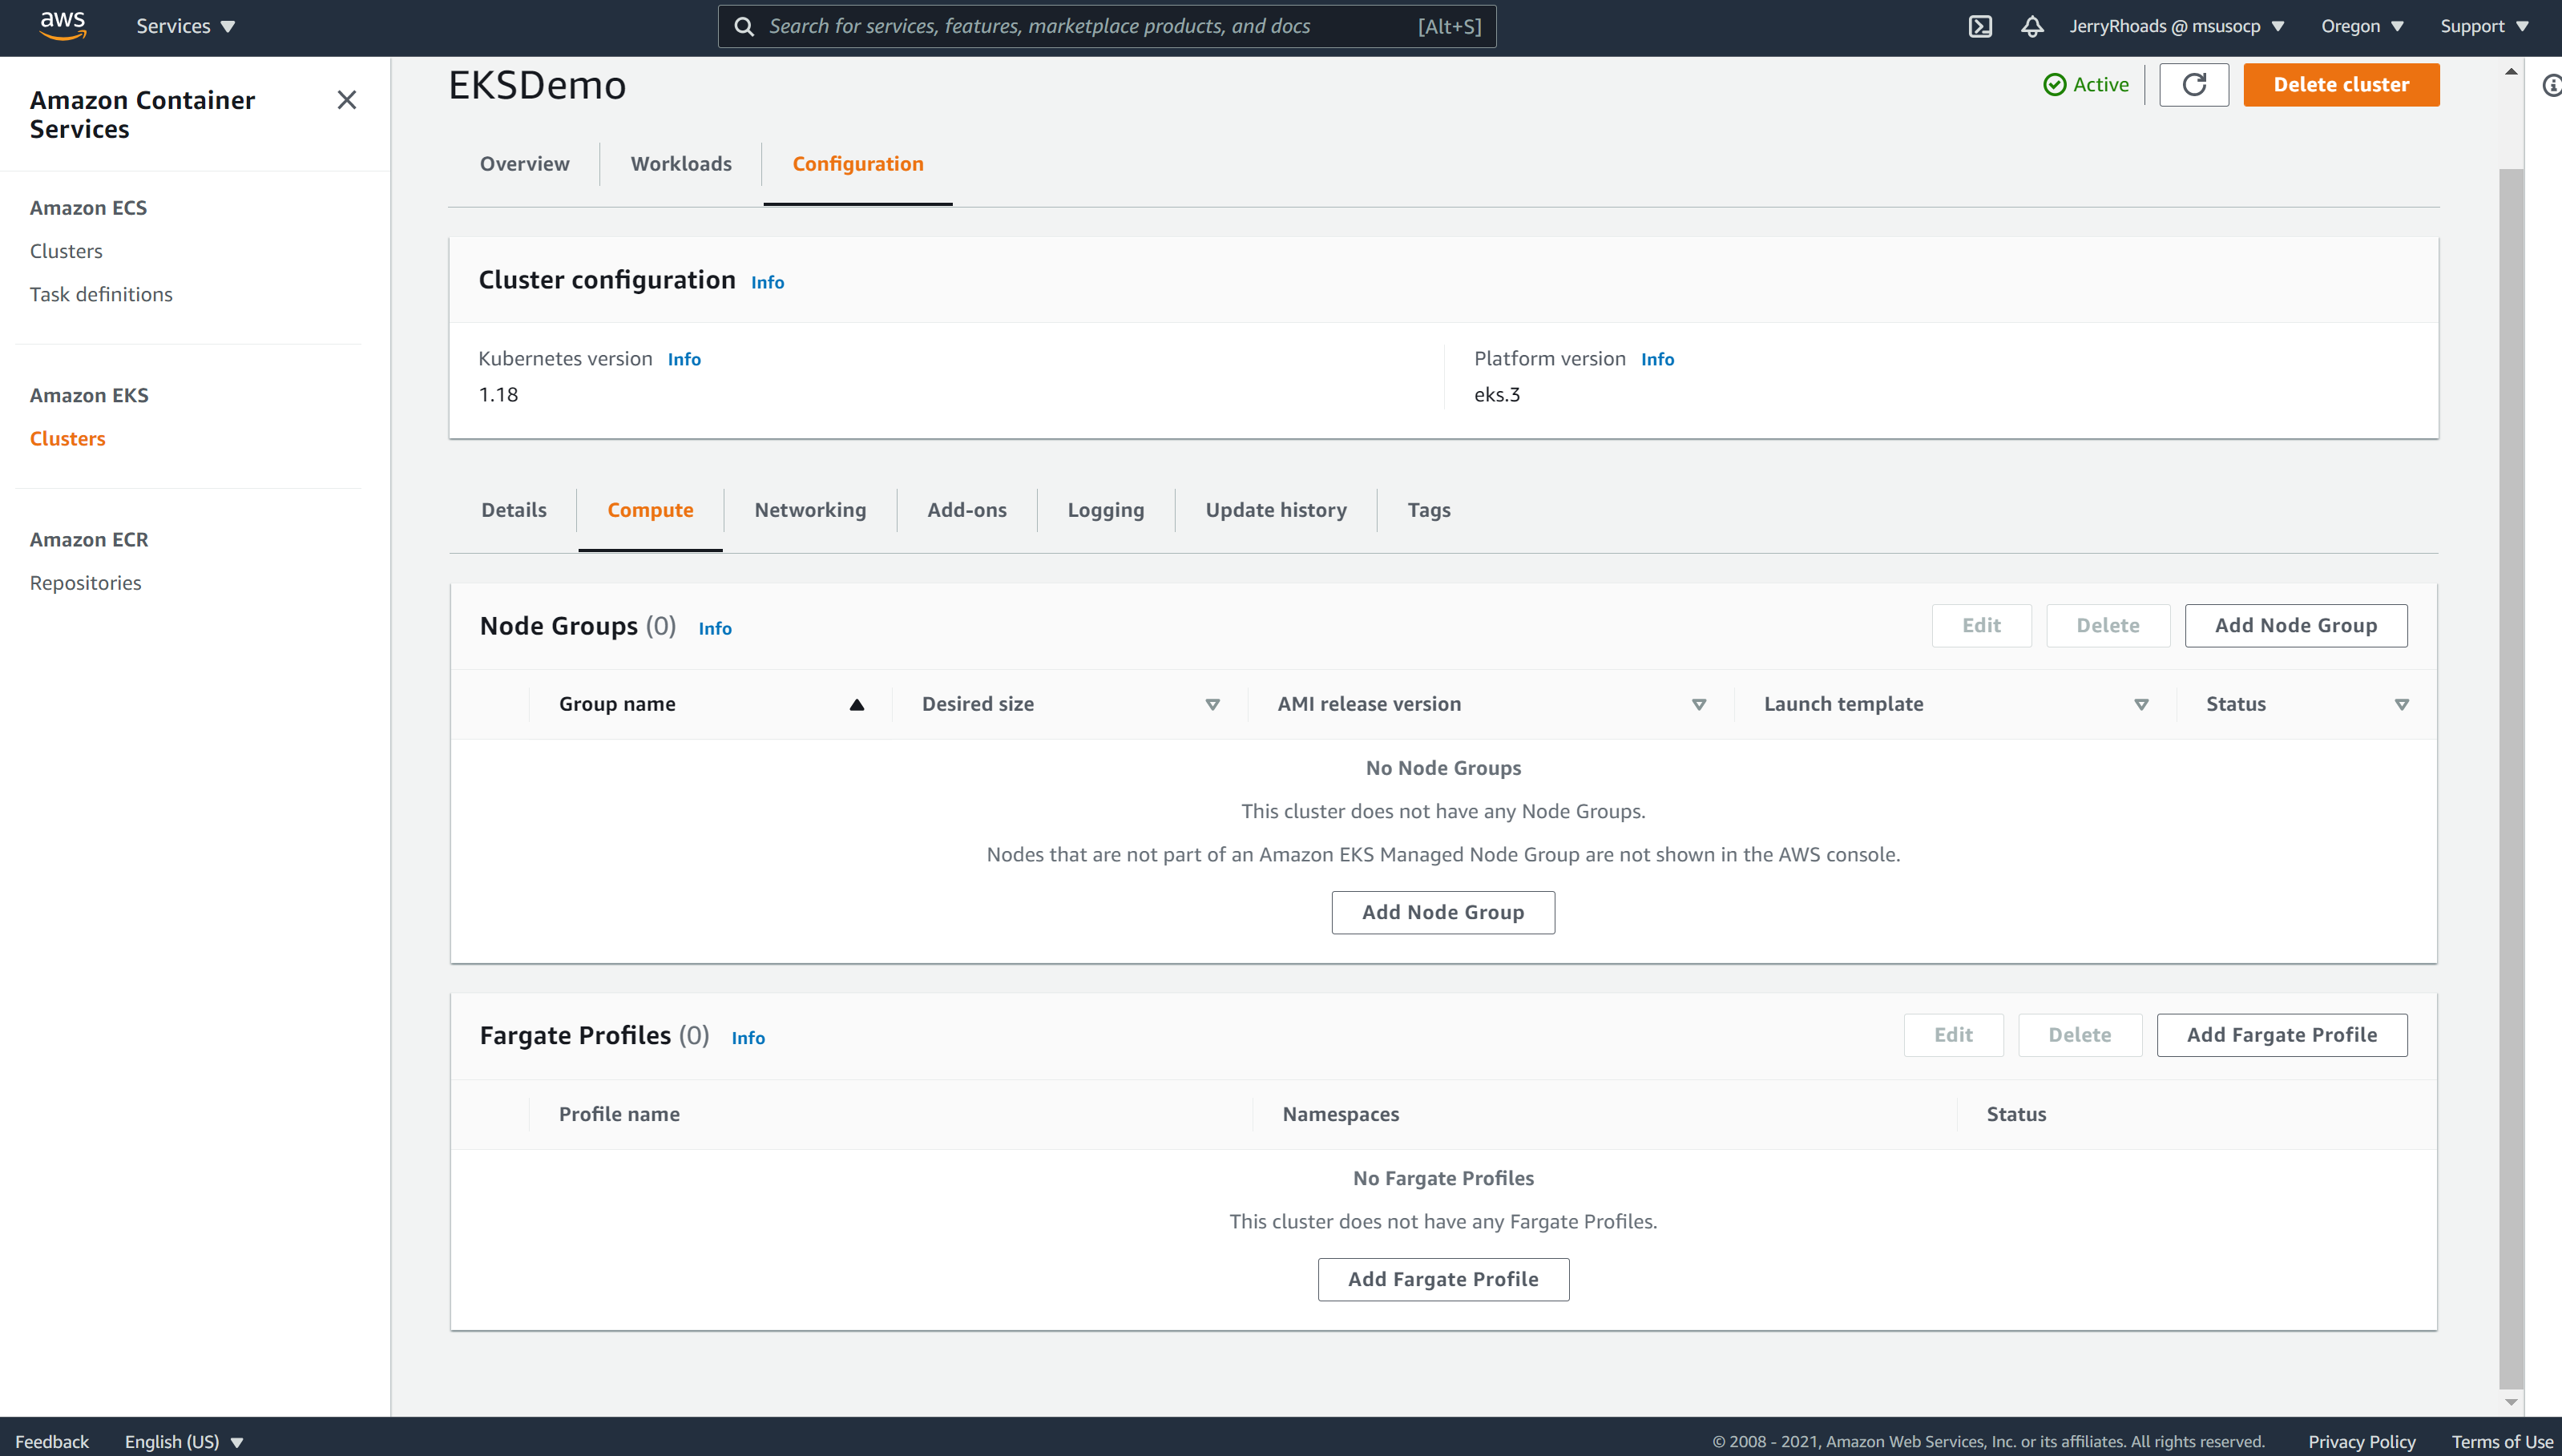 aws
Services
Search for services, features, marketplace products, and docs [Alt+S]
JerryRhoads @ msusocp
Oregon
Support
Amazon Container
Services
Amazon ECS
Clusters
Task definitions
Amazon EKS
Clusters
Amazon ECR
Repositories
EKSDemo
Active
Delete cluster
Overview Workloads Configuration
Cluster configuration Info
Kubernetes version Info
1.18
Platform version Info
eks.3
Details Compute Networking Add-ons Logging Update history Tags
Node Groups (0) Info
Edit Delete Add Node Group
Group name Desired size AMI release version Launch template Status
No Node Groups
This cluster does not have any Node Groups.
Nodes that are not part of an Amazon EKS Managed Node Group are not shown in the AWS console.
Add Node Group
Fargate Profiles (0) Info
Edit Delete Add Fargate Profile
Profile name Namespaces Status
No Fargate Profiles
This cluster does not have any Fargate Profiles.
Add Fargate Profile
Feedback English (US) © 2008 - 2021, Amazon Web Services, Inc. or its affiliates. All rights reserved. Privacy Policy Terms of Use